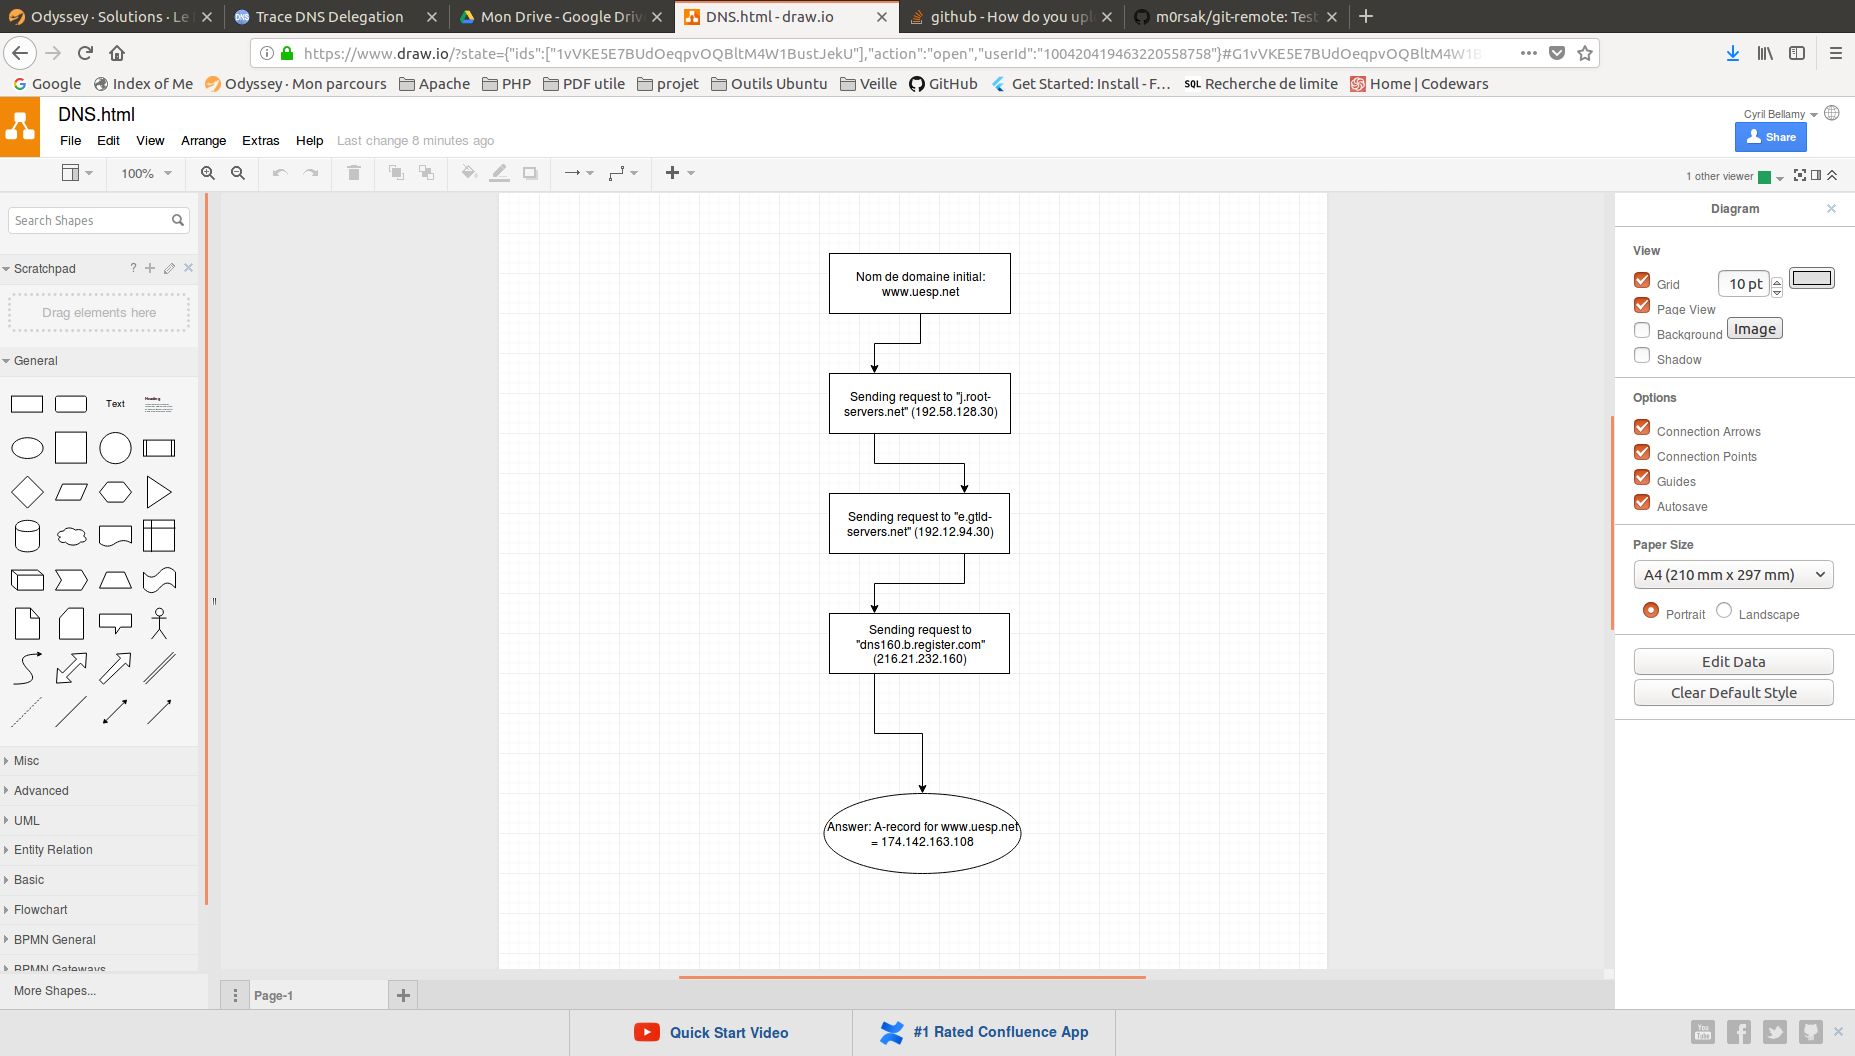 Odyssey · Solutions · Le
Trace DNS Delegation
Mon Drive - Google Driv
DNS.html - draw.io
github - How do you upl
m0rsak/git-remote: Test
https://www.draw.io/?state={"ids":["1vVKE5E7BUdOeqpvOQBltM4W1BustJekU"],"action":"open","userId":"100420419463220558758"}#G1vVKE5E7BUdOeqpvOQBltM4W1B
Google
Index of Me
Odyssey · Mon parcours
Apache
PHP
PDF utile
projet
Outils Ubuntu
Veille
GitHub
Get Started: Install - F...
SQL Recherche de limite
Home | Codewars
DNS.html
Cyril Bellamy
File Edit View Arrange Extras Help Last change 8 minutes ago
Share
100%
1 other viewer
Search Shapes
Scratchpad
?
Drag elements here
General
Text
Heading
Misc
Advanced
UML
Entity Relation
Basic
Flowchart
BPMN General
BPMN Gateways
More Shapes...
Nom de domaine initial:
www.uesp.net
Sending request to "j.root-
servers.net" (192.58.128.30)
Sending request to "e.gtld-
servers.net" (192.12.94.30)
Sending request to
"dns160.b.register.com"
(216.21.232.160)
Answer: A-record for www.uesp.net
= 174.142.163.108
Diagram
View
Grid
10 pt
Page View
Background
Image
Shadow
Options
Connection Arrows
Connection Points
Guides
Autosave
Paper Size
A4 (210 mm x 297 mm)
Portrait
Landscape
Edit Data
Clear Default Style
Page-1
Quick Start Video
#1 Rated Confluence App
You
Tube